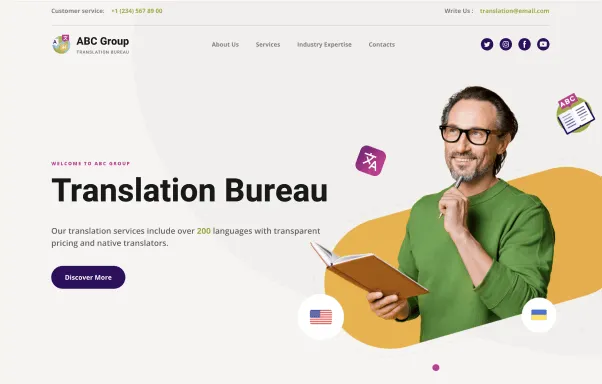 Customer service: +1 (234) 567 89 00
Write Us : translation@email.com
ABC Group
TRANSLATION BUREAU
About Us Services Industry Expertise Contacts
WELCOME TO ABC GROUP
Translation Bureau
Our translation services include over 200 languages with transparent
pricing and native translators.
Discover More
ABC